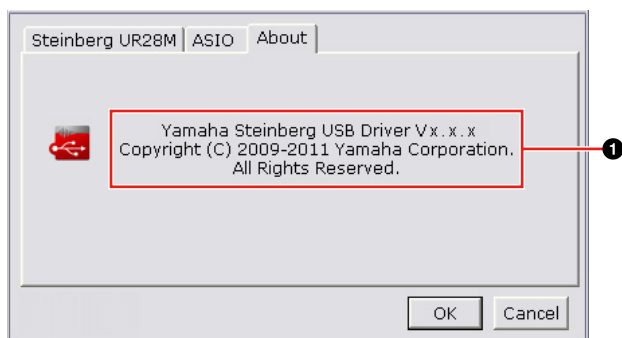 Steinberg UR28M ASIO About
Yamaha Steinberg USB Driver Vx.x.x
Copyright (C) 2009-2011 Yamaha Corporation.
All Rights Reserved.
1
OK Cancel